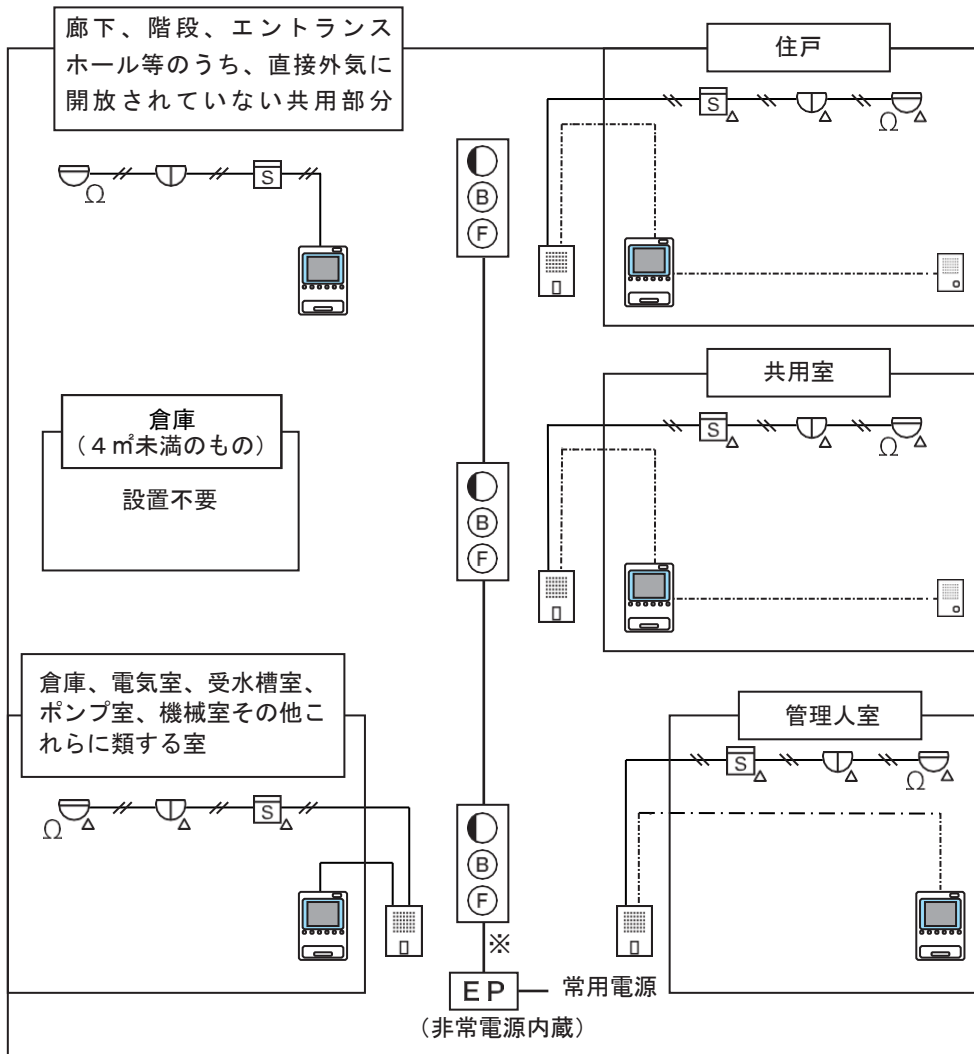 廊下、階段、エントランス
ホール等のうち、直接外気に
開放されていない共用部分
住戸
S
S
Ω
Ω
B
F
共用室
倉庫
(4㎡未満のもの)
設置不要
S
Ω
B
F
倉庫、電気室、受水槽室、
ポンプ室、機械室その他こ
れらに類する室
管理人室
S
Ω
S
Ω
B
F
※
EP
常用電源
(非常電源内蔵)